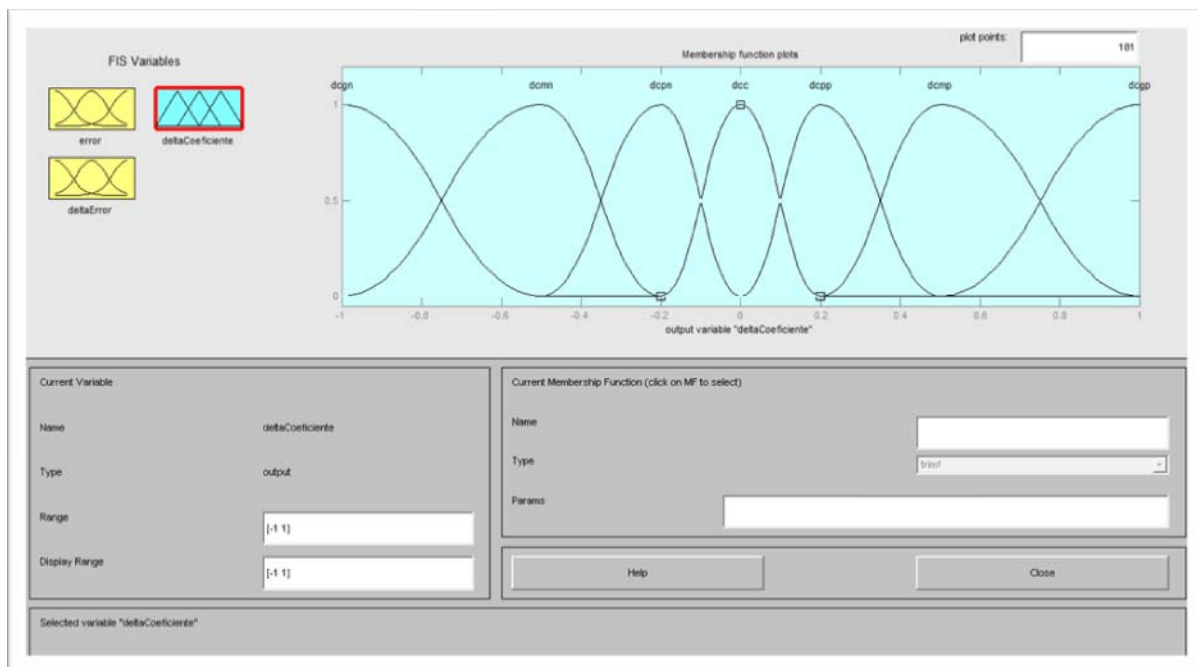 plot points:
181
FIS Variables
Membership function plots
dcgn dcmn dcpn dcc dcpp dcmp dcgp
1
0.5
0
-1 -0.8 -0.6 -0.4 -0.2 0 0.2 0.4 0.6 0.8 1
output variable "deltaCoeficiente"
error
deltaCoeficiente
deltaError
Current Variable
Name deltaCoeficiente
Type output
Range [-1 1]
Display Range [-1 1]
Current Membership Function (click on MF to select)
Name
Type trimf
Params
Help Close
Selected variable "deltaCoeficiente"